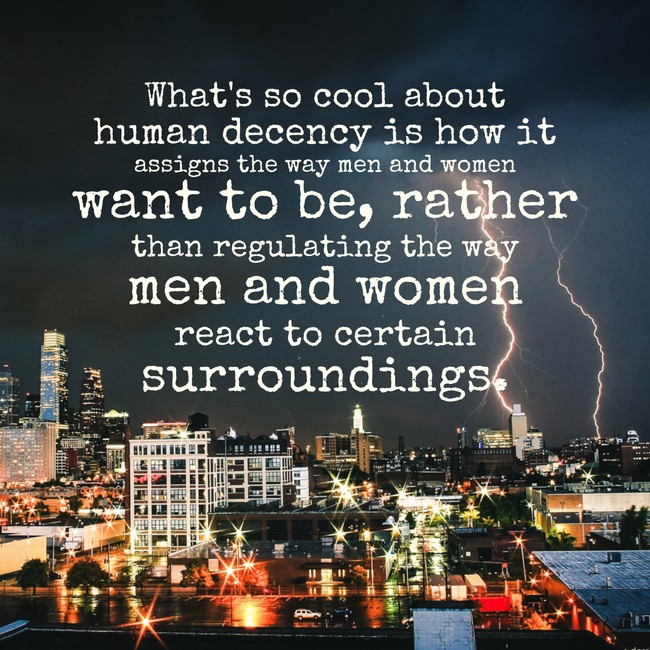 What's so cool about
human decency is how it
assigns the way men and women
want to be, rather
than regulating the way
men and women
react to certain
surroundings.